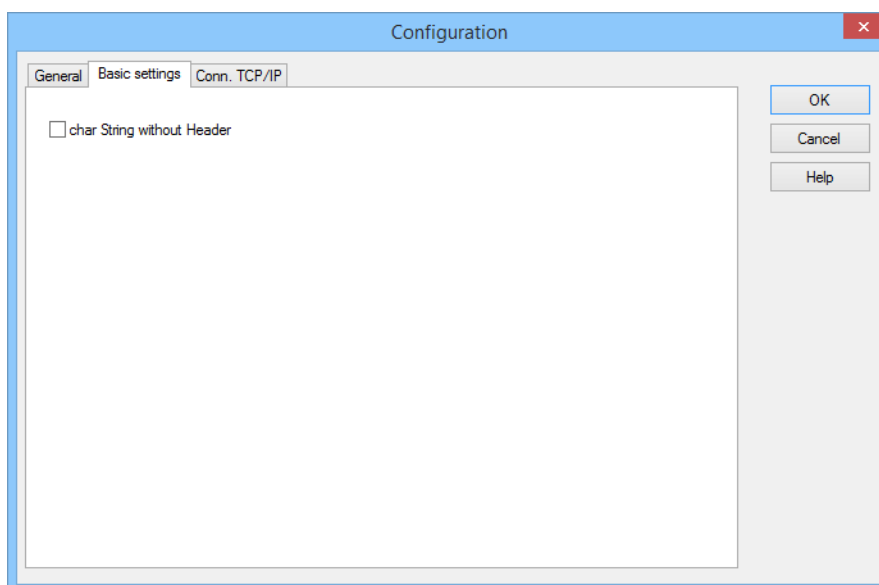 Configuration
General Basic settings Conn. TCP/IP
OK
char String without Header
Cancel
Help